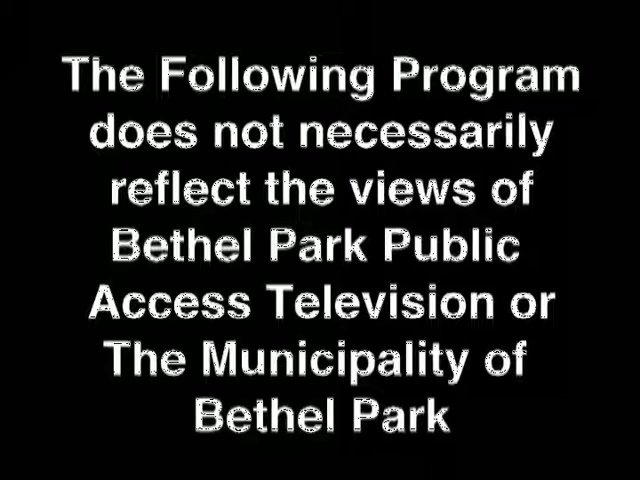 The Following Program
does not necessarily
reflect the views of
Bethel Park Public
Access Television or
The Municipality of
Bethel Park